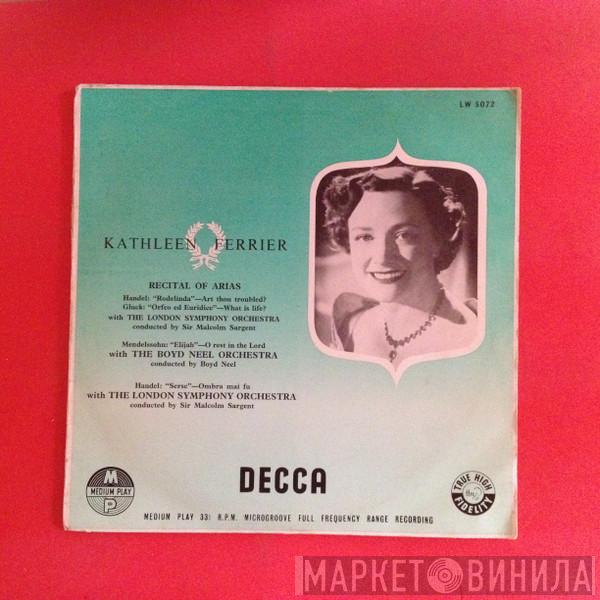 LW 5072
KATHLEEN FERRIER
RECITAL OF ARIAS
Handel: "Rodelinda"—Art thou troubled?
Gluck: "Orfeo ed Euridice"—What is life?
with THE LONDON SYMPHONY ORCHESTRA
conducted by Sir Malcolm Sargent
Mendelssohn: "Elijah"—O rest in the Lord
with THE BOYD NEEL ORCHESTRA
conducted by Boyd Neel
Handel: "Serse"—Ombra mai fu
with THE LONDON SYMPHONY ORCHESTRA
conducted by Sir Malcolm Sargent
M
MEDIUM PLAY
P
DECCA
TRUE HIGH
FIDELITY
MEDIUM PLAY 33⅓ R.P.M. MICROGROOVE FULL FREQUENCY RANGE RECORDING
МАРКЕТ ВИНИЛА